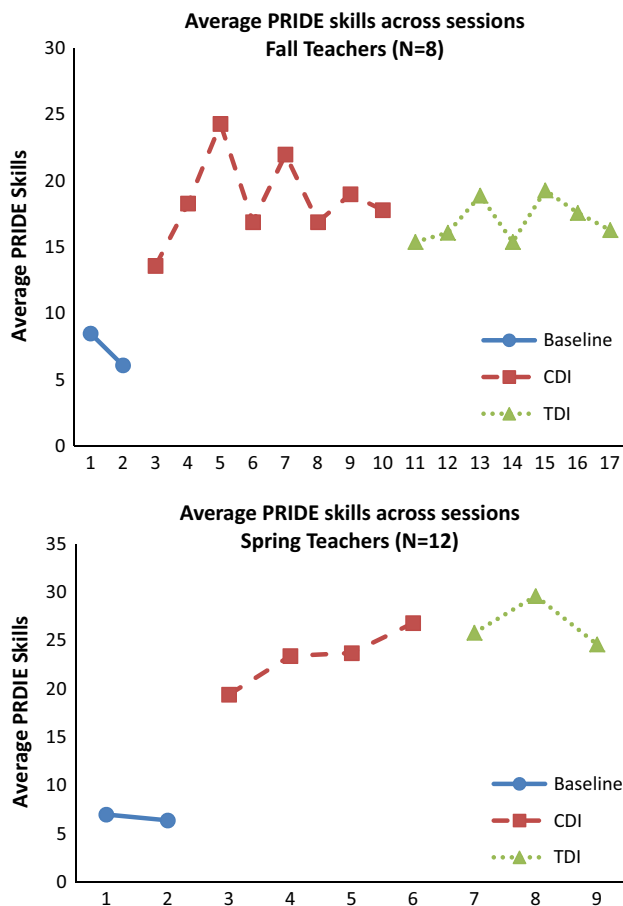 Average PRIDE skills across sessions
Fall Teachers (N=8)
30
25
20
15
10
5
0
Average PRIDE Skills
Baseline
CDI
TDI
1 2 3 4 5 6 7 8 9 10 11 12 13 14 15 16 17
Average PRIDE skills across sessions
Spring Teachers (N=12)
35
30
25
20
15
10
5
0
Average PRDIE Skills
Baseline
CDI
TDI
1 2 3 4 5 6 7 8 9